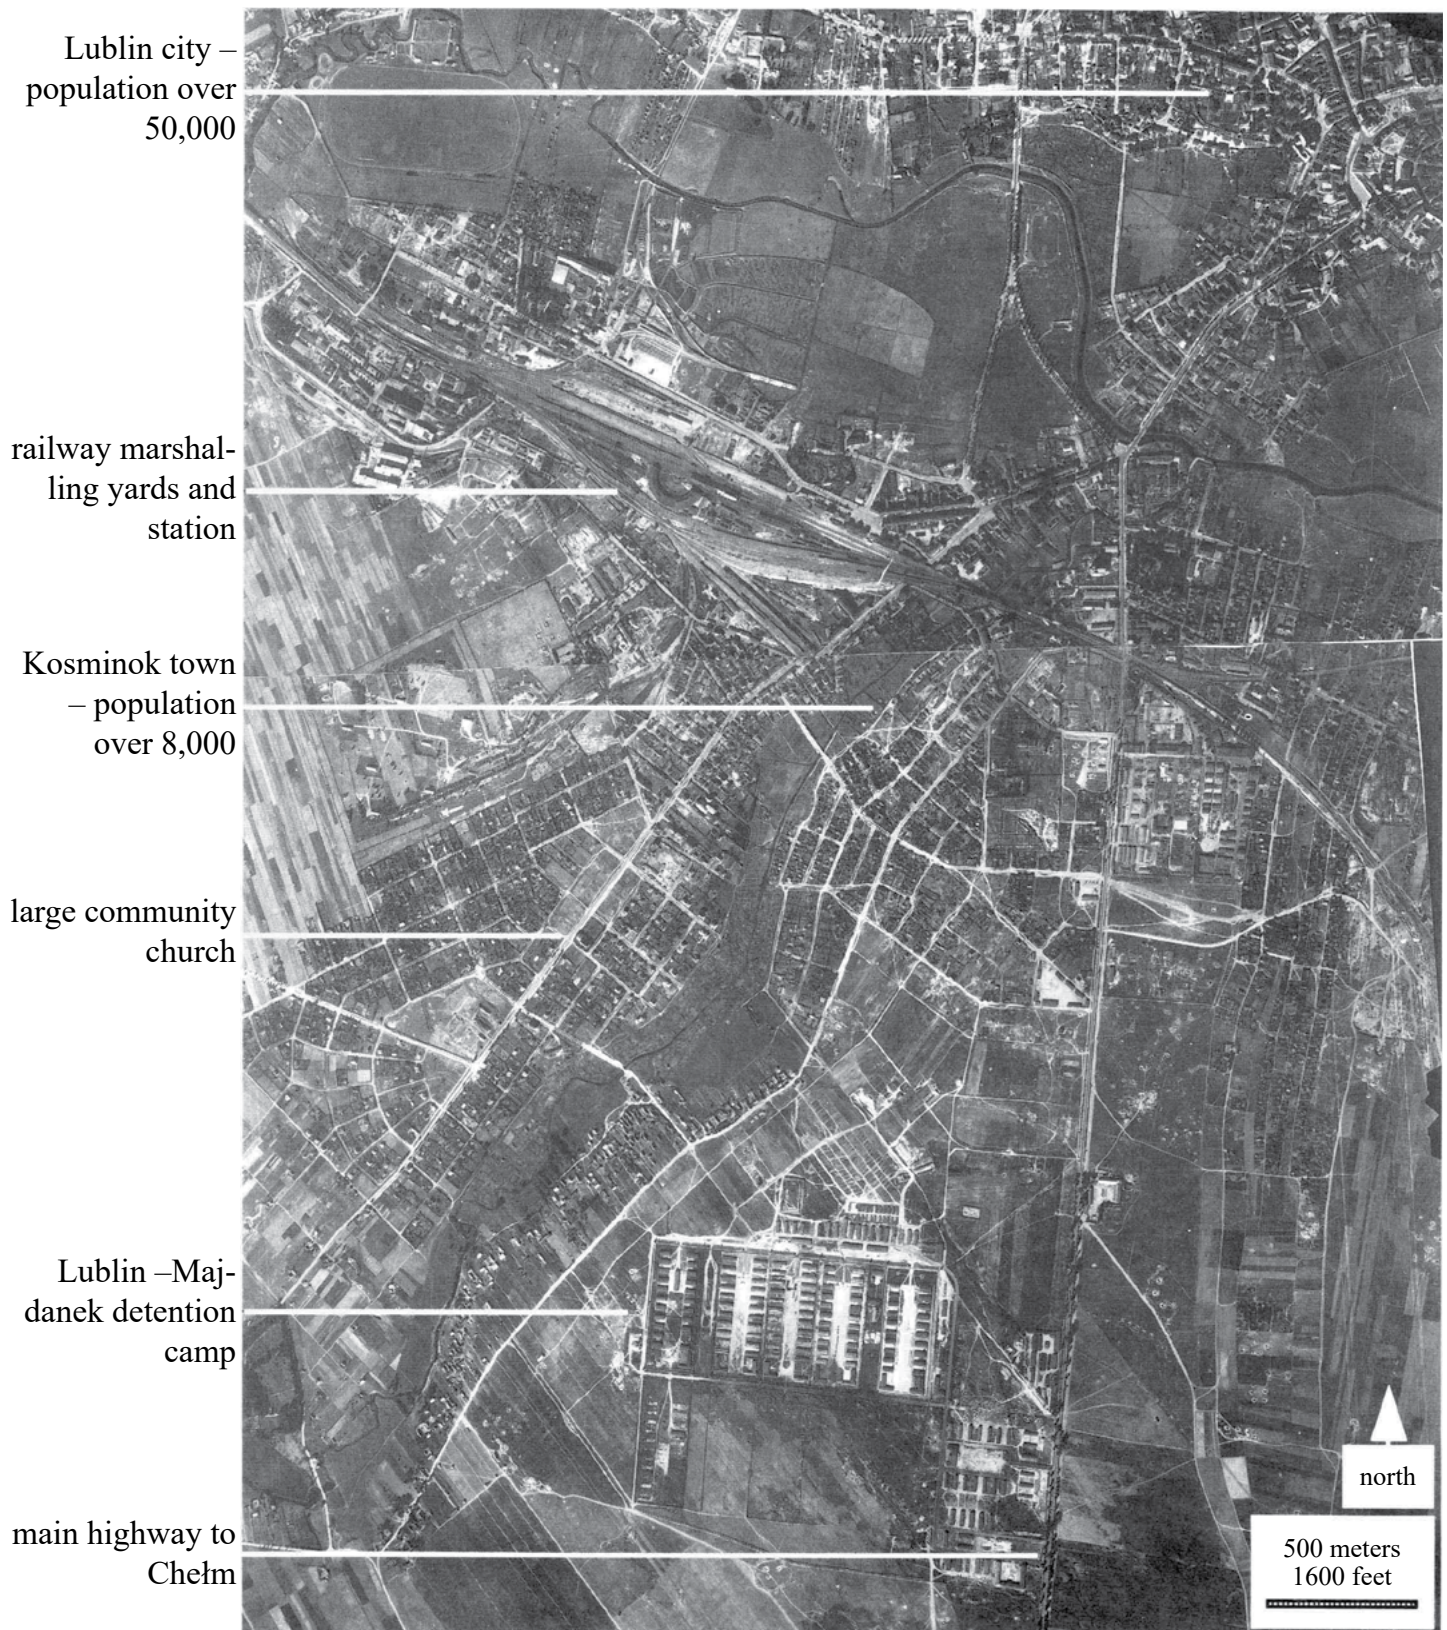 Lublin city –
population over
50,000
railway marshal-
ling yards and
station
Kosminok town
– population
over 8,000
large community
church
Lublin –Maj-
danek detention
camp
main highway to
Chełm
north
500 meters
1600 feet